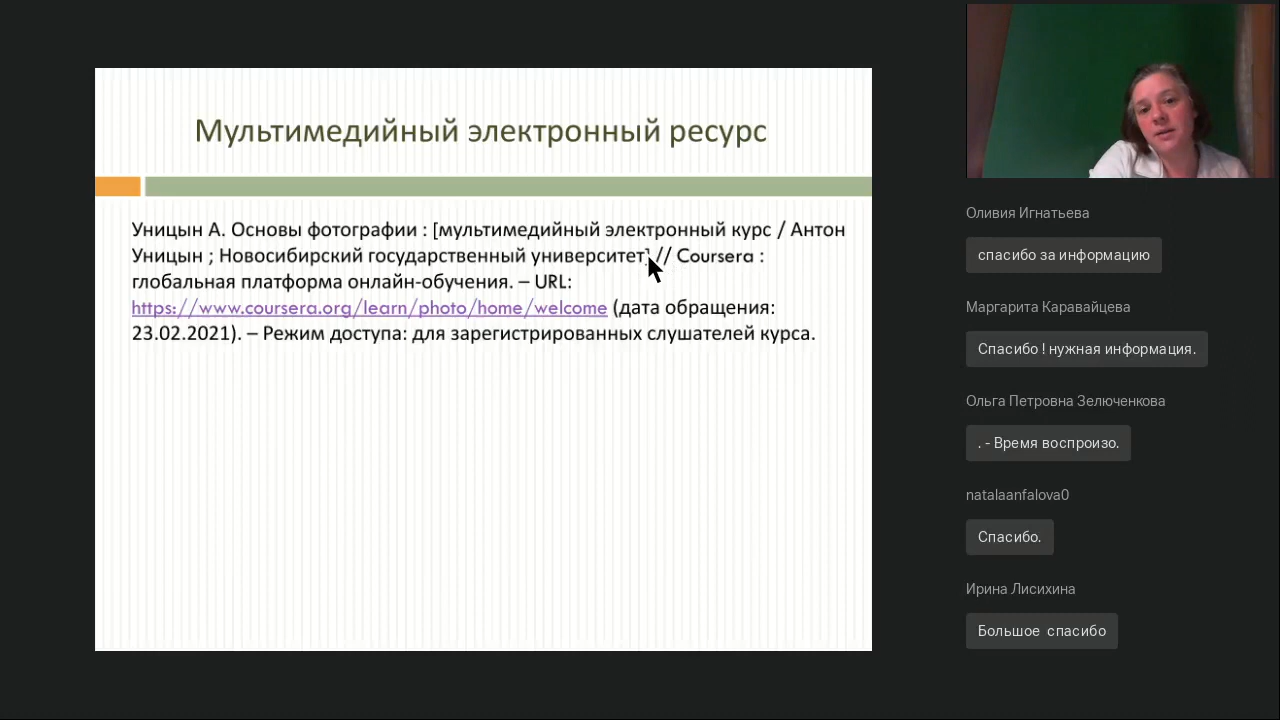 Мультимедийный электронный ресурс
Уницын А. Основы фотографии : [мультимедийный электронный курс / Антон
Уницын ; Новосибирский государственный университет] // Coursera :
глобальная платформа онлайн-обучения. – URL:
https://www.coursera.org/learn/photo/home/welcome (дата обращения:
23.02.2021). – Режим доступа: для зарегистрированных слушателей курса.
Оливия Игнатьева
спасибо за информацию
Маргарита Каравайцева
Спасибо ! нужная информация.
Ольга Петровна Зелюченкова
. - Время воспроизо.
natalaanfalova0
Спасибо.
Ирина Лисихина
Большое спасибо